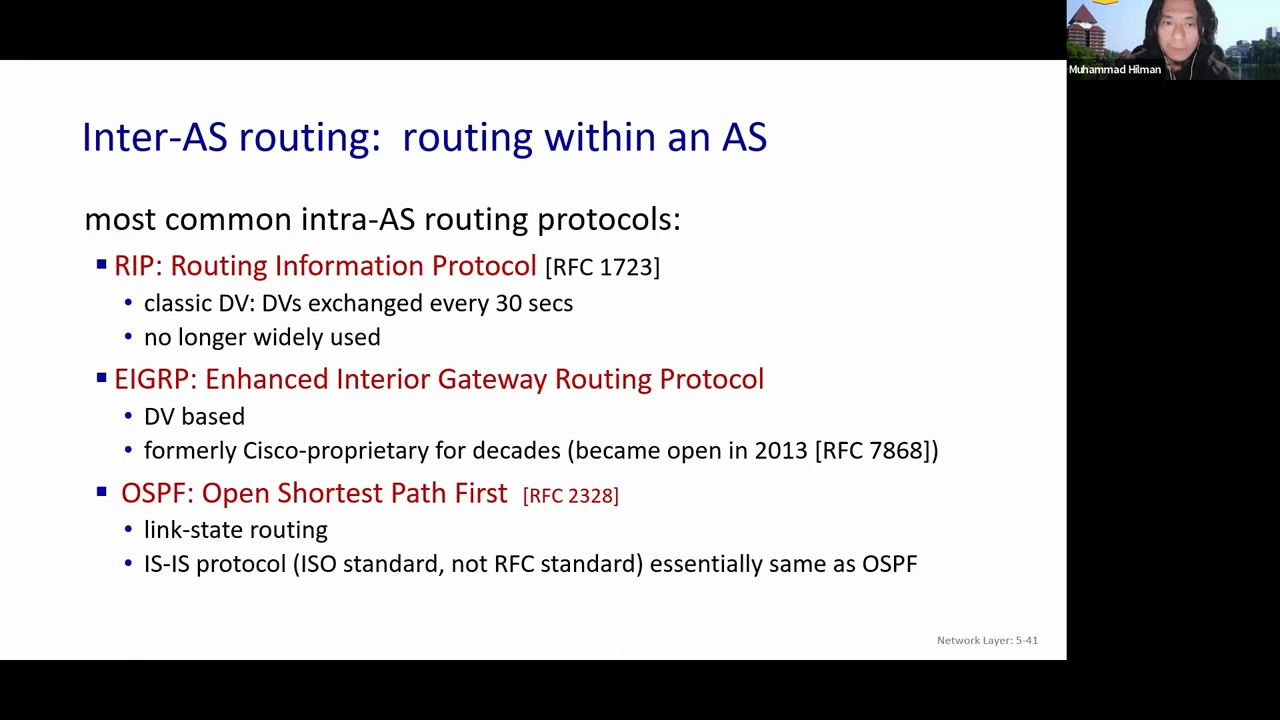 Muhammad Hilman
Inter-AS routing: routing within an AS
most common intra-AS routing protocols:
▪ RIP: Routing Information Protocol [RFC 1723]
• classic DV: DVs exchanged every 30 secs
• no longer widely used
▪ EIGRP: Enhanced Interior Gateway Routing Protocol
• DV based
• formerly Cisco-proprietary for decades (became open in 2013 [RFC 7868])
▪ OSPF: Open Shortest Path First [RFC 2328]
• link-state routing
• IS-IS protocol (ISO standard, not RFC standard) essentially same as OSPF
Network Layer: 5-41